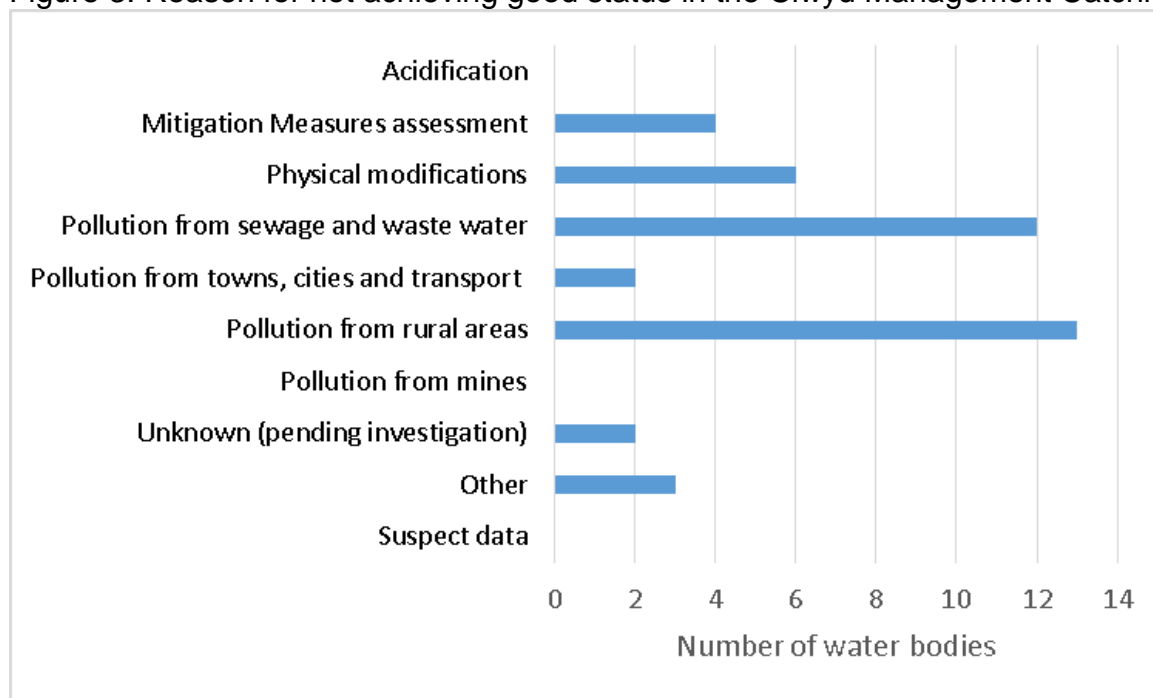 Acidification
Mitigation Measures assessment
Physical modifications
Pollution from sewage and waste water
Pollution from towns, cities and transport
Pollution from rural areas
Pollution from mines
Unknown (pending investigation)
Other
Suspect data
0 2 4 6 8 10 12 14
Number of water bodies